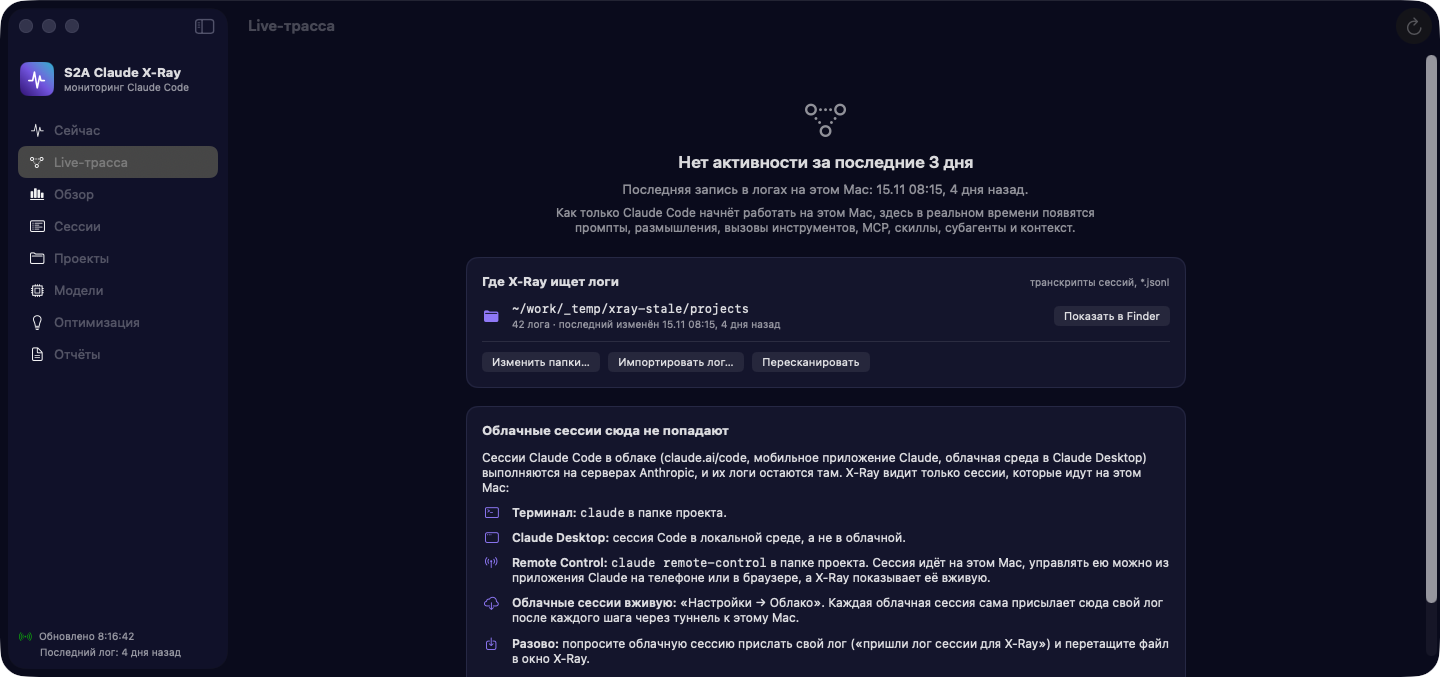 Live-трасса
S2A Claude X-Ray
мониторинг Claude Code
Сейчас
Live-трасса
Обзор
Сессии
Проекты
Модели
Оптимизация
Отчёты
Обновлено 8:16:42
Последний лог: 4 дня назад
Нет активности за последние 3 дня
Последняя запись в логах на этом Mac: 15.11 08:15, 4 дня назад.
Как только Claude Code начнёт работать на этом Mac, здесь в реальном времени появятся
промпты, размышления, вызовы инструментов, MCP, скиллы, субагенты и контекст.
Где X-Ray ищет логи
транскрипты сессий, *.jsonl
~/work/_temp/xray-stale/projects
42 лога · последний изменён 15.11 08:15, 4 дня назад
Показать в Finder
Изменить папки…
Импортировать лог…
Пересканировать
Облачные сессии сюда не попадают
Сессии Claude Code в облаке (claude.ai/code, мобильное приложение Claude, облачная среда в Claude Desktop)
выполняются на серверах Anthropic, и их логи остаются там. X-Ray видит только сессии, которые идут на этом
Mac:
Терминал: claude в папке проекта.
Claude Desktop: сессия Code в локальной среде, а не в облачной.
Remote Control: claude remote-control в папке проекта. Сессия идёт на этом Mac, управлять ею можно из
приложения Claude на телефоне или в браузере, а X-Ray показывает её вживую.
Облачные сессии вживую: «Настройки → Облако». Каждая облачная сессия сама присылает сюда свой лог
после каждого шага через туннель к этому Mac.
Разово: попросите облачную сессию прислать свой лог («пришли лог сессии для X-Ray») и перетащите файл
в окно X-Ray.